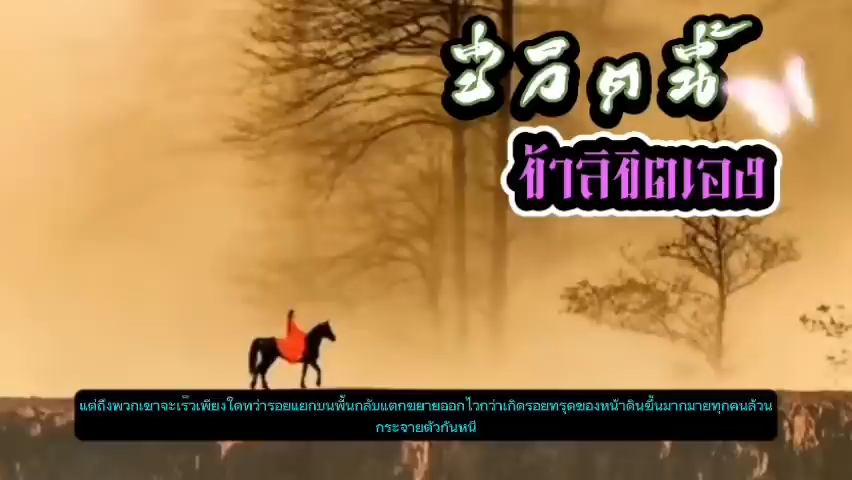 ชีวิตนี้
ข้าลิขิตเอง
แต่ถึงพวกเขาจะเร็วเพียงใดทว่ารอยแยกบนพื้นกลับแตกขยายออกไวกว่าเกิดรอยทรุดของหน้าดินขึ้นมากมายทุกคนล้วน
กระจายตัวกันหนี